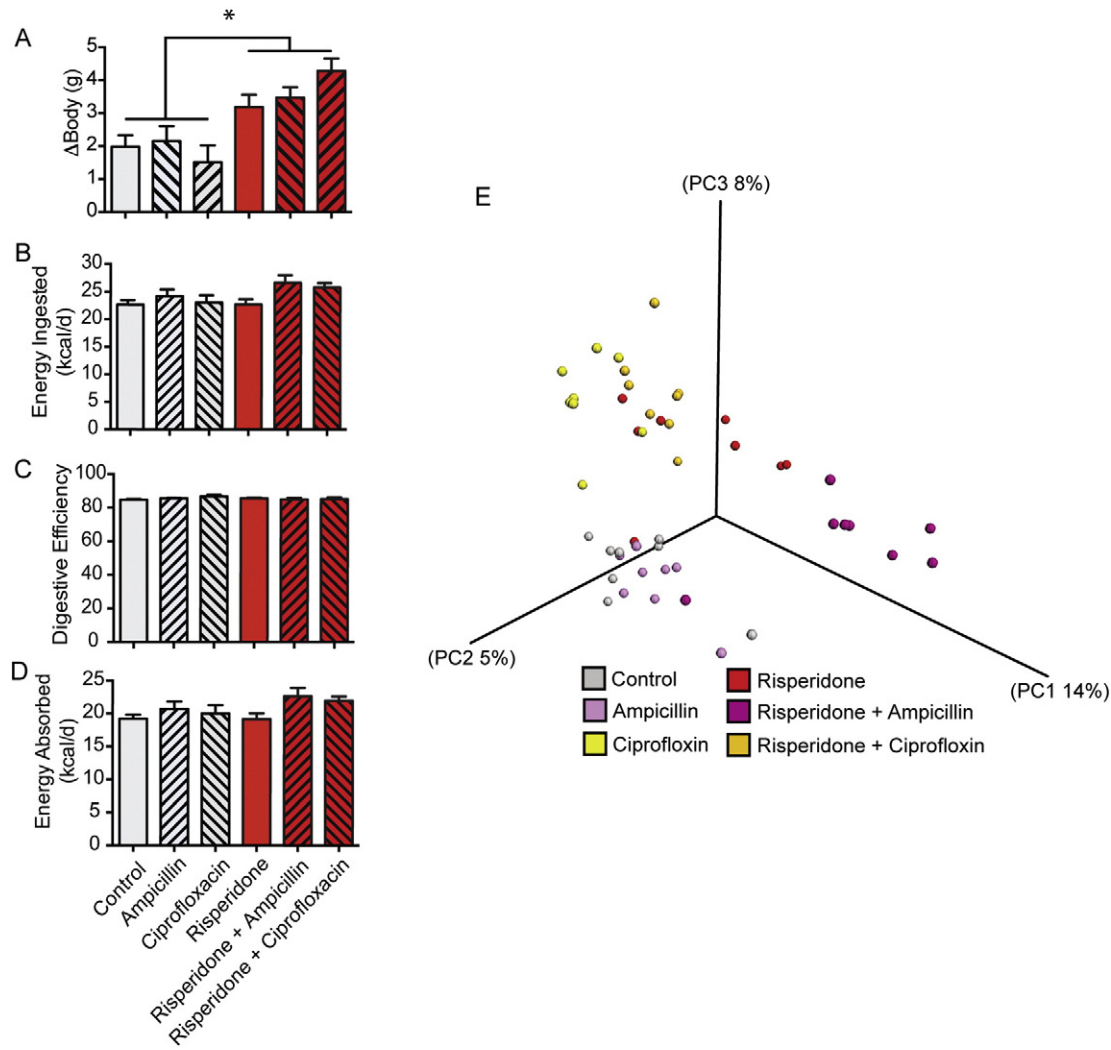 A
*
ΔBody (g)
5
4
3
2
1
0
B
Energy Ingested
(kcal/d)
30
25
20
15
10
5
0
C
Digestive Efficiency
100
80
60
40
20
0
D
Energy Absorbed
(kcal/d)
25
20
15
10
5
0
Control
Ampicillin
Ciprofloxacin
Risperidone
Risperidone + Ampicillin
Risperidone + Ciprofloxacin
E
(PC3 8%)
(PC2 5%)
(PC1 14%)
Control
Ampicillin
Ciprofloxin
Risperidone
Risperidone + Ampicillin
Risperidone + Ciprofloxin